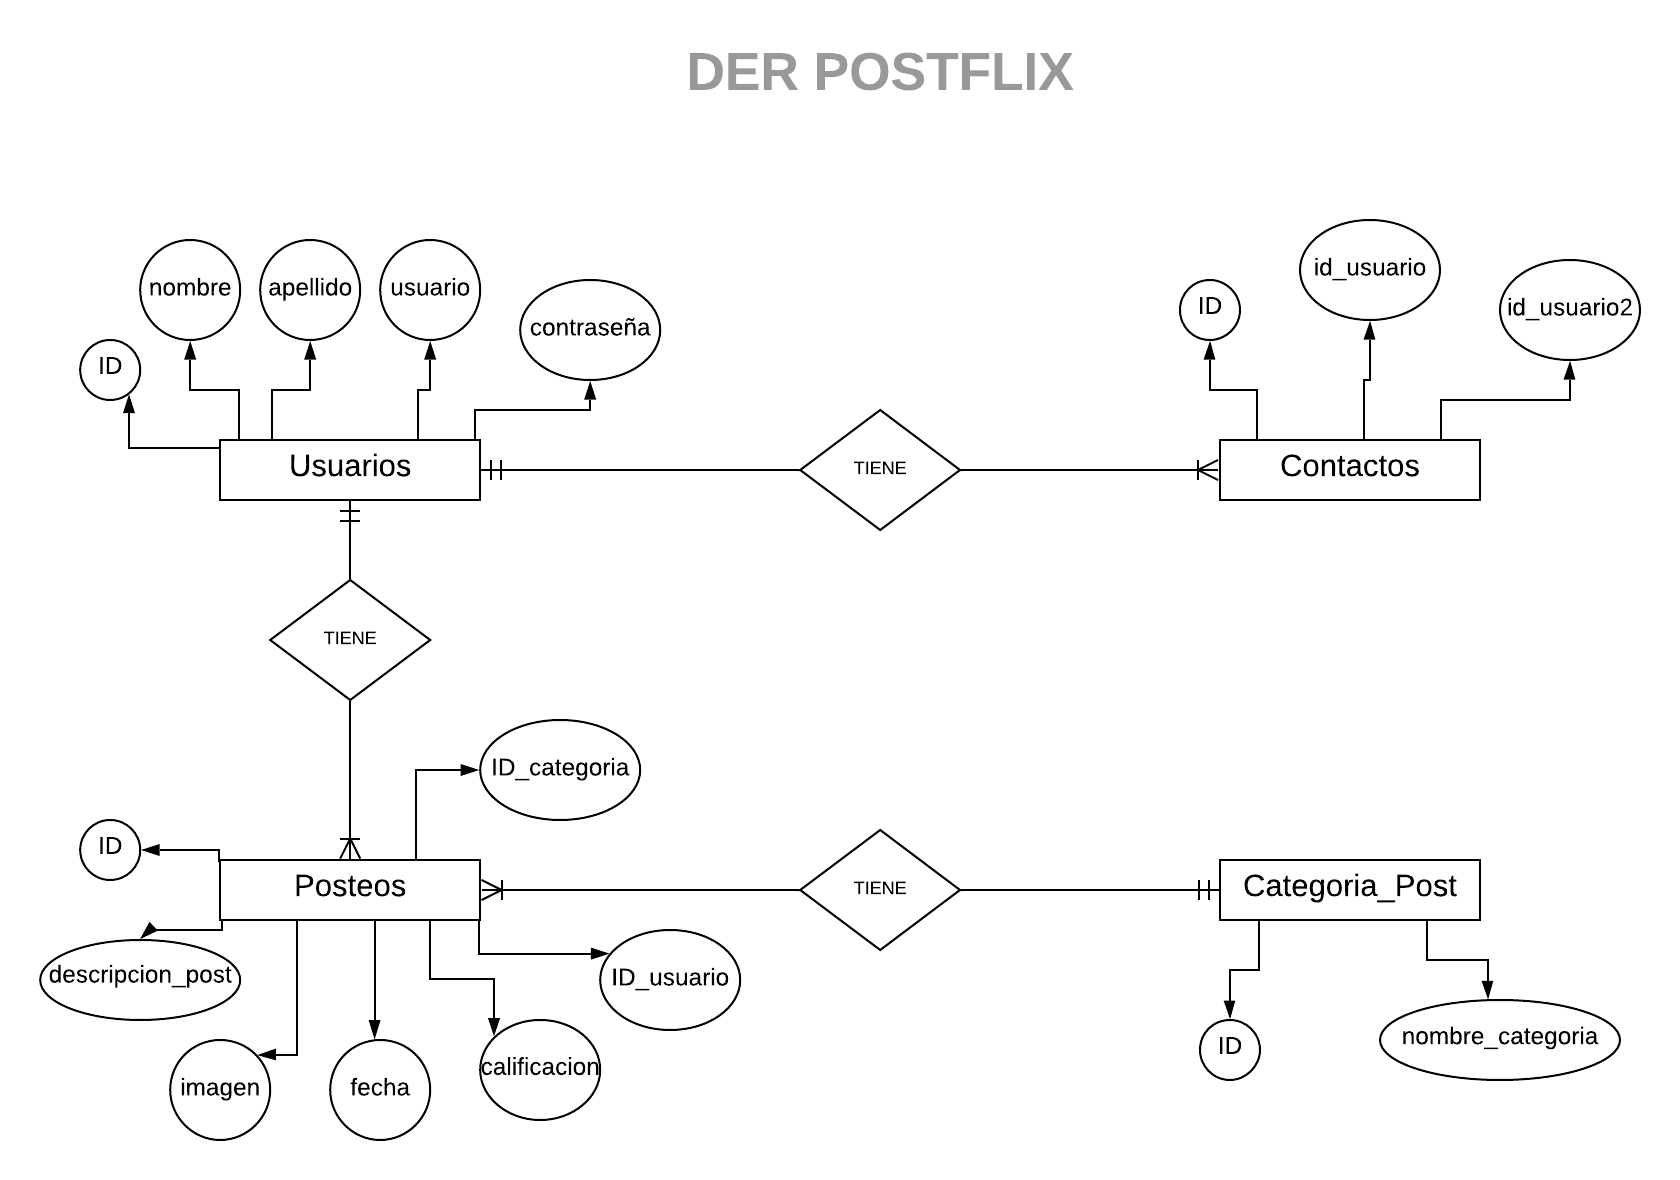 DER POSTFLIX
nombre
apellido
usuario
contraseña
ID
ID
id_usuario
id_usuario2
Usuarios
TIENE
Contactos
TIENE
ID_categoria
ID
Posteos
TIENE
Categoria_Post
descripcion_post
ID_usuario
imagen
fecha
calificacion
ID
nombre_categoria